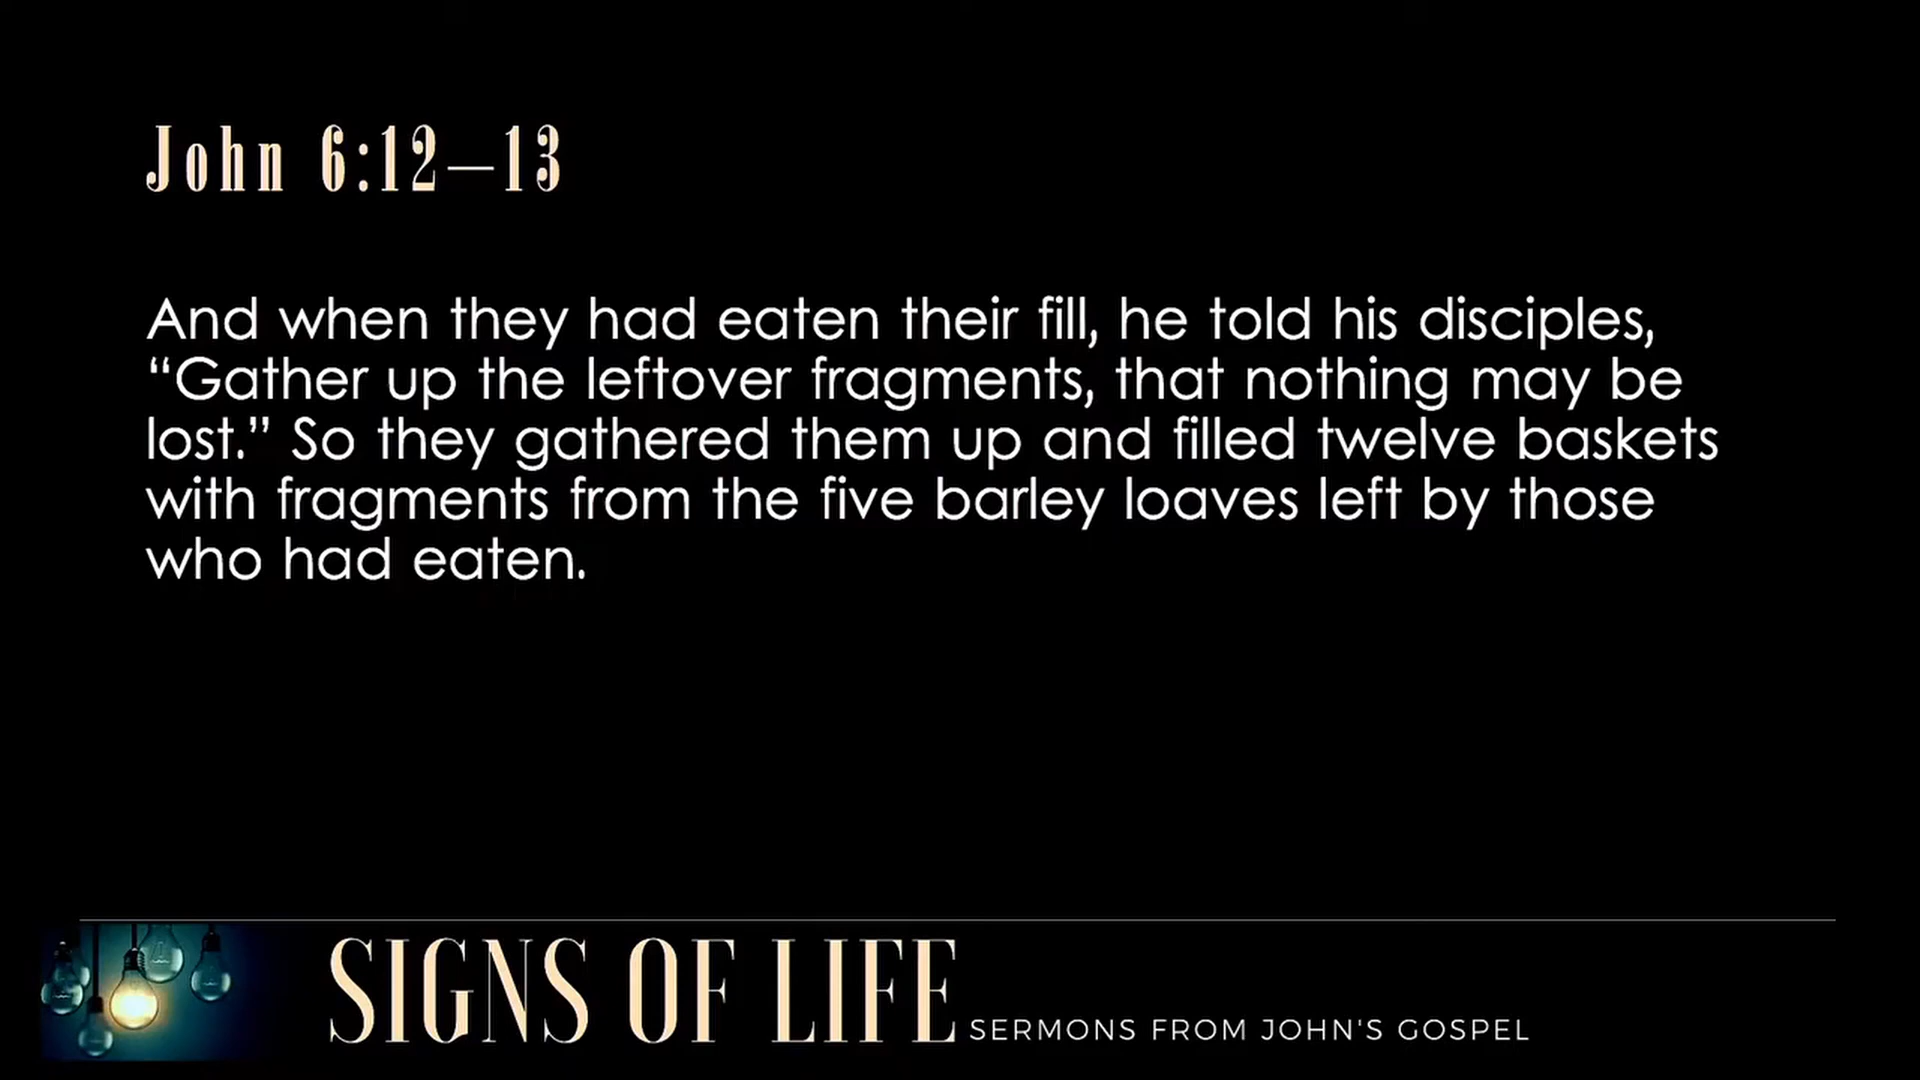 John 6:12—13
And when they had eaten their fill, he told his disciples,
“Gather up the leftover fragments, that nothing may be
lost.” So they gathered them up and filled twelve baskets
with fragments from the five barley loaves left by those
who had eaten.
SIGNS OF LIFE SERMONS FROM JOHN'S GOSPEL